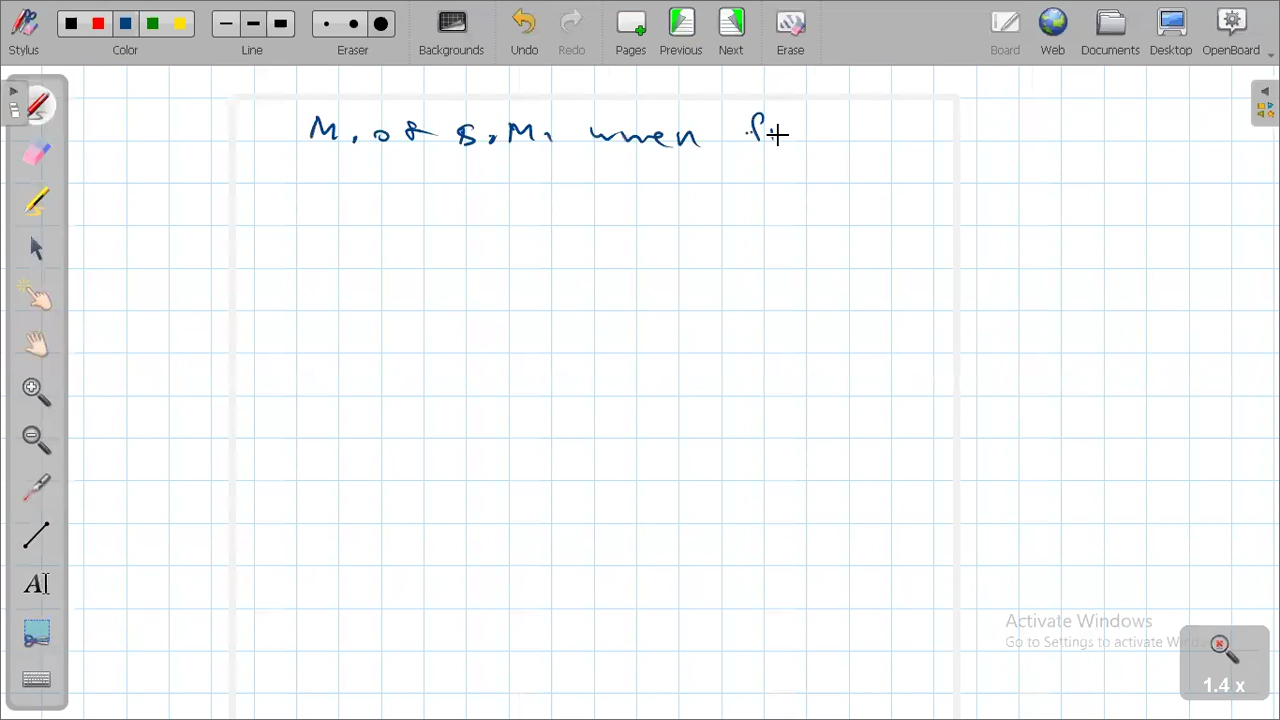 Stylus Color Line Eraser Backgrounds Undo Redo Pages Previous Next Erase Board Web Documents Desktop OpenBoard
M. of S.M. when
Activate Windows
Go to Settings to activate Wind
1.4 x